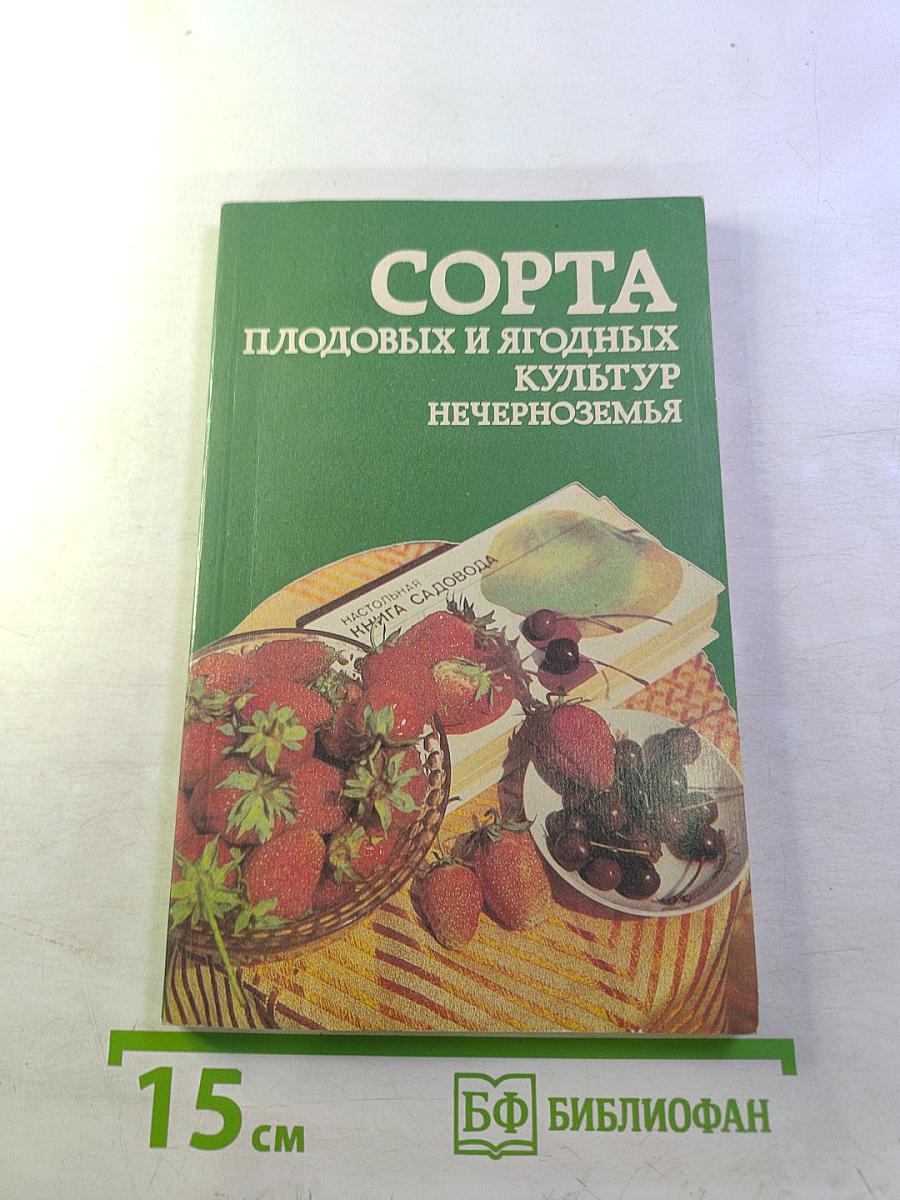 СОРТА
ПЛОДОВЫХ И ЯГОДНЫХ
КУЛЬТУР
НЕЧЕРНОЗЕМЬЯ
НАСТОЛЬНАЯ
КНИГА САДОВОДА
15 см
БФ БИБЛИОФАН